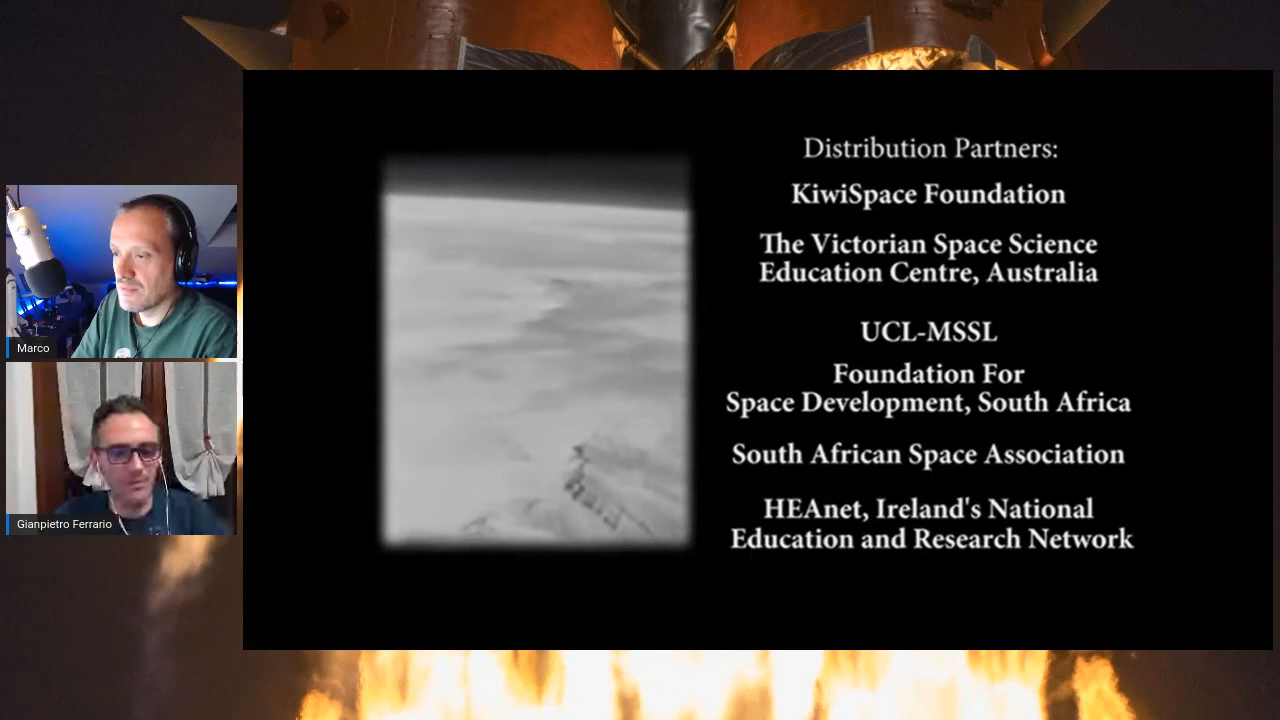 Distribution Partners:
KiwiSpace Foundation
The Victorian Space Science
Education Centre, Australia
UCL-MSSL
Foundation For
Space Development, South Africa
South African Space Association
HEAnet, Ireland's National
Education and Research Network
Marco
Gianpietro Ferrario